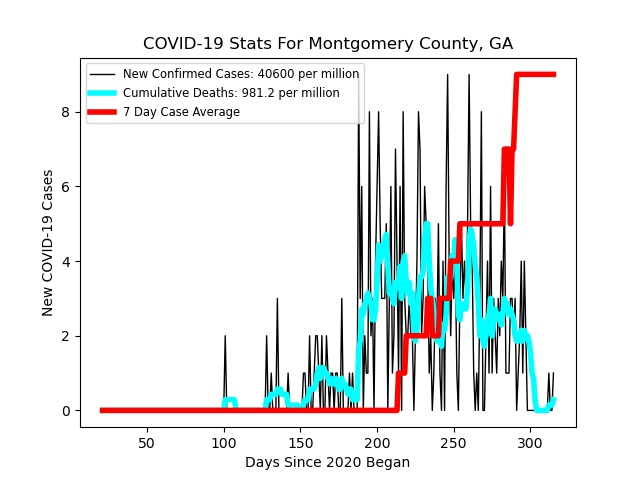 COVID-19 Stats For Montgomery County, GA
New Confirmed Cases: 40600 per million
Cumulative Deaths: 981.2 per million
7 Day Case Average
New COVID-19 Cases
8
6
4
2
0
50 100 150 200 250 300
Days Since 2020 Began